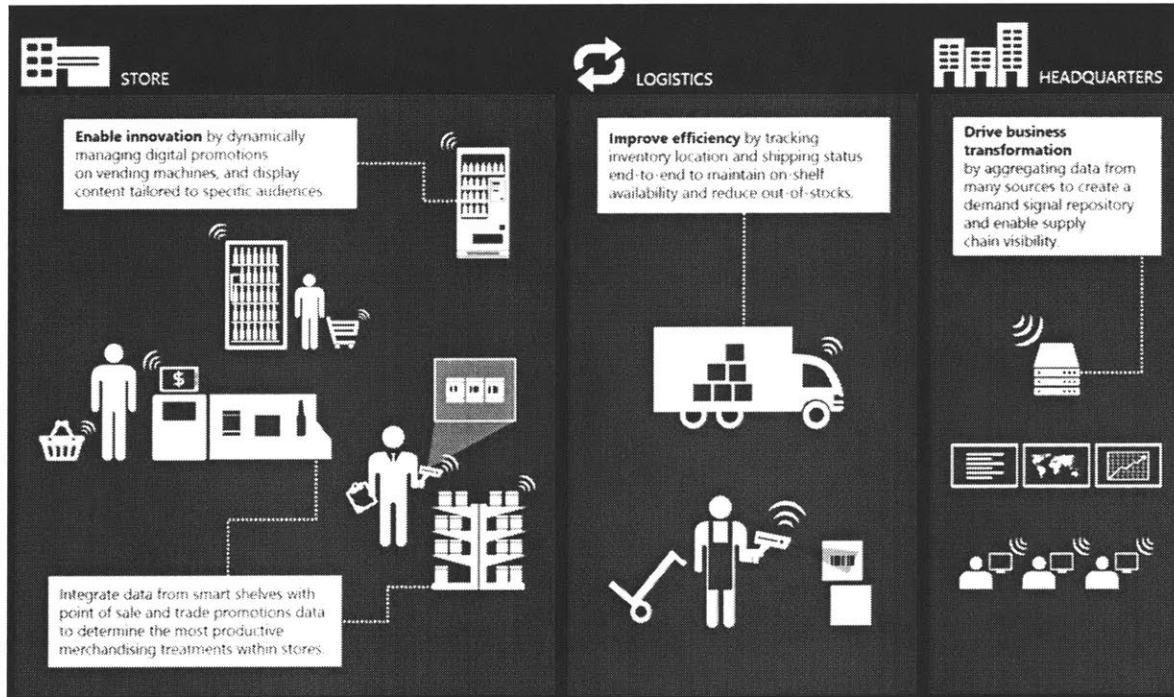 STORE
Enable innovation by dynamically
managing digital promotions
on vending machines, and display
content tailored to specific audiences.
$
Integrate data from smart shelves with
point of sale and trade promotions data
to determine the most productive
merchandising treatments within stores.
LOGISTICS
Improve efficiency by tracking
inventory location and shipping status
end-to-end to maintain on-shelf
availability and reduce out-of-stocks.
HEADQUARTERS
Drive business
transformation
by aggregating data from
many sources to create a
demand signal repository
and enable supply
chain visibility.